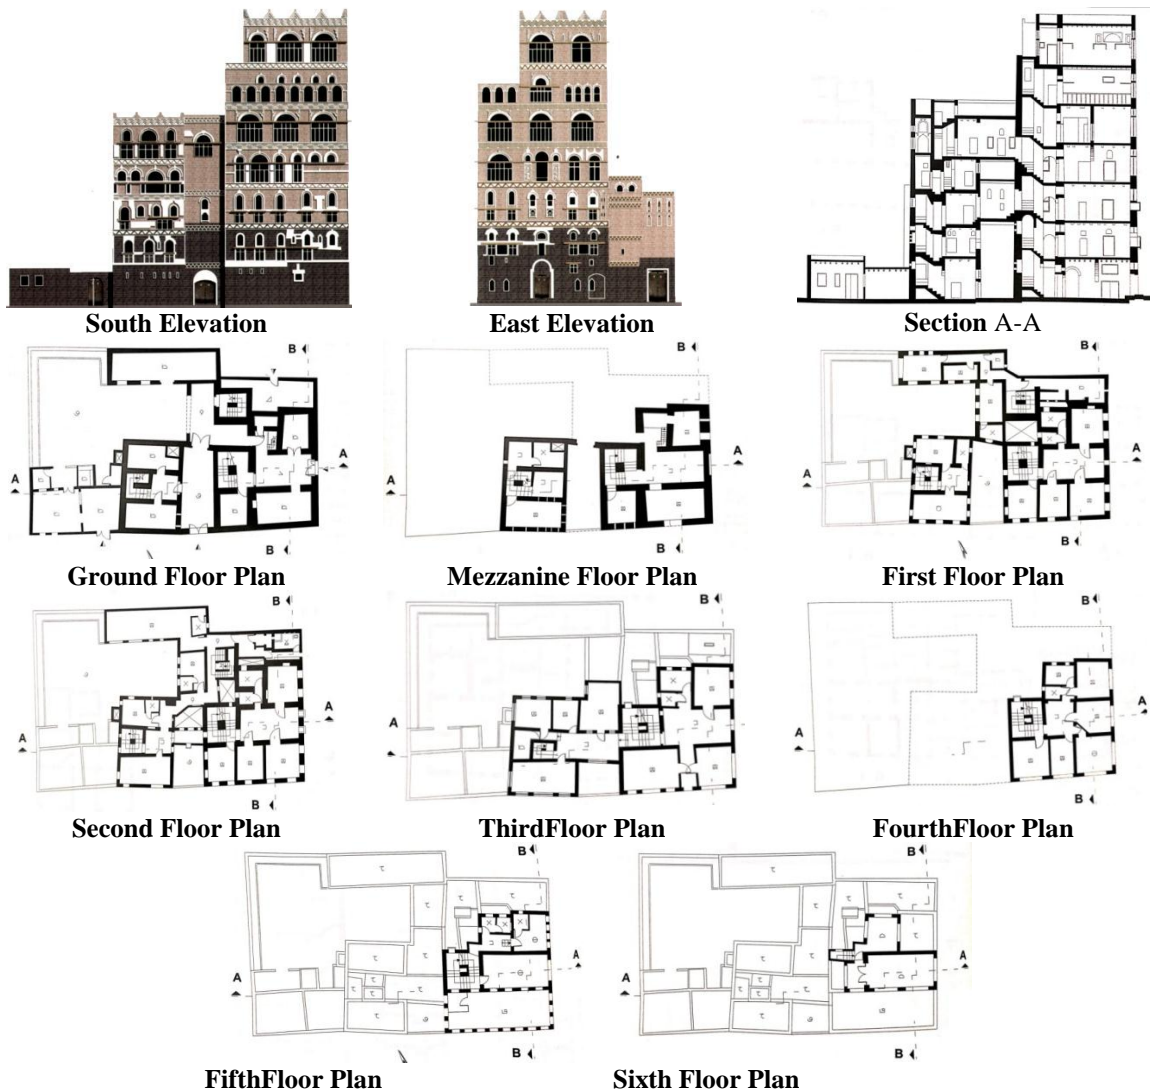 South Elevation
East Elevation
Section A-A
B
A
A
B
Ground Floor Plan
B
A
A
B
Mezzanine Floor Plan
B
A
A
B
First Floor Plan
B
A
A
B
Second Floor Plan
B
A
A
B
ThirdFloor Plan
B
A
A
B
FourthFloor Plan
B
A
A
B
FifthFloor Plan
B
A
A
B
Sixth Floor Plan